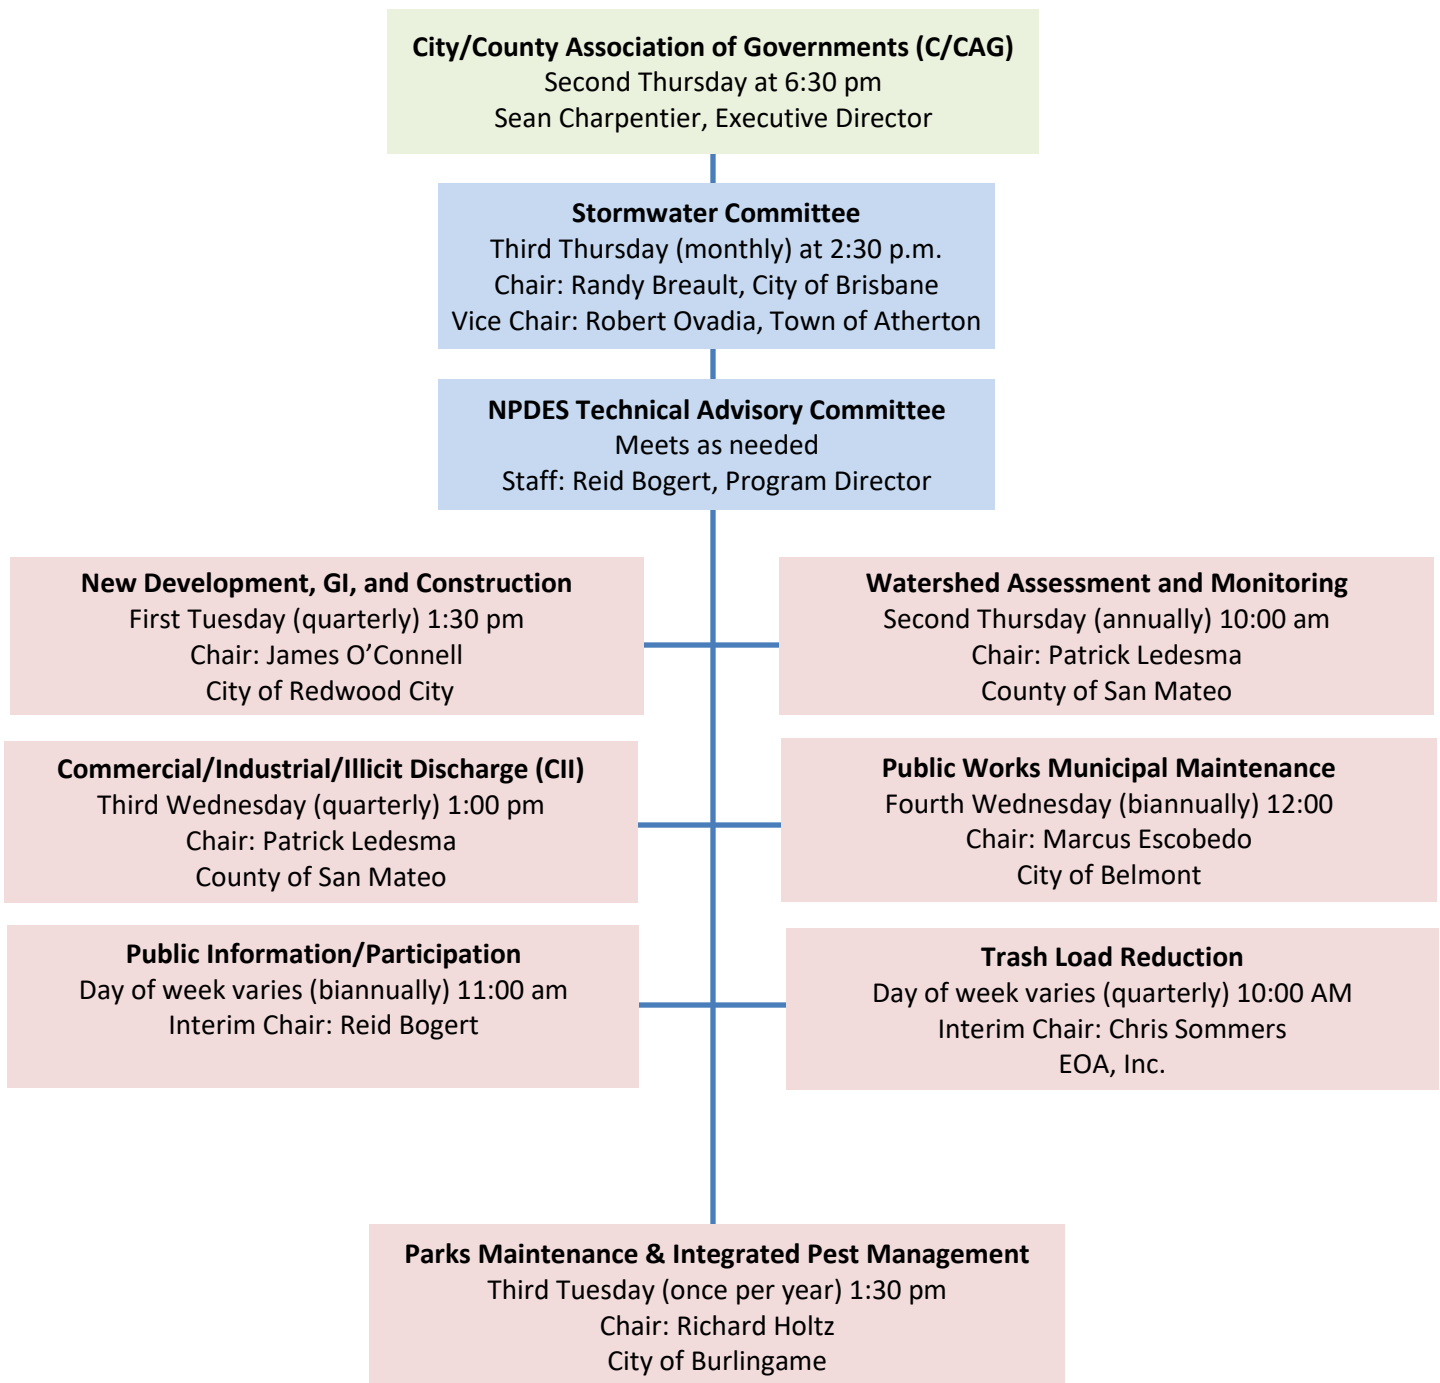 City/County Association of Governments (C/CAG)
Second Thursday at 6:30 pm
Sean Charpentier, Executive Director
Stormwater Committee
Third Thursday (monthly) at 2:30 p.m.
Chair: Randy Breault, City of Brisbane
Vice Chair: Robert Ovadia, Town of Atherton
NPDES Technical Advisory Committee
Meets as needed
Staff: Reid Bogert, Program Director
New Development, GI, and Construction
First Tuesday (quarterly) 1:30 pm
Chair: James O’Connell
City of Redwood City
Watershed Assessment and Monitoring
Second Thursday (annually) 10:00 am
Chair: Patrick Ledesma
County of San Mateo
Commercial/Industrial/Illicit Discharge (CII)
Third Wednesday (quarterly) 1:00 pm
Chair: Patrick Ledesma
County of San Mateo
Public Works Municipal Maintenance
Fourth Wednesday (biannually) 12:00
Chair: Marcus Escobedo
City of Belmont
Public Information/Participation
Day of week varies (biannually) 11:00 am
Interim Chair: Reid Bogert
Trash Load Reduction
Day of week varies (quarterly) 10:00 AM
Interim Chair: Chris Sommers
EOA, Inc.
Parks Maintenance & Integrated Pest Management
Third Tuesday (once per year) 1:30 pm
Chair: Richard Holtz
City of Burlingame